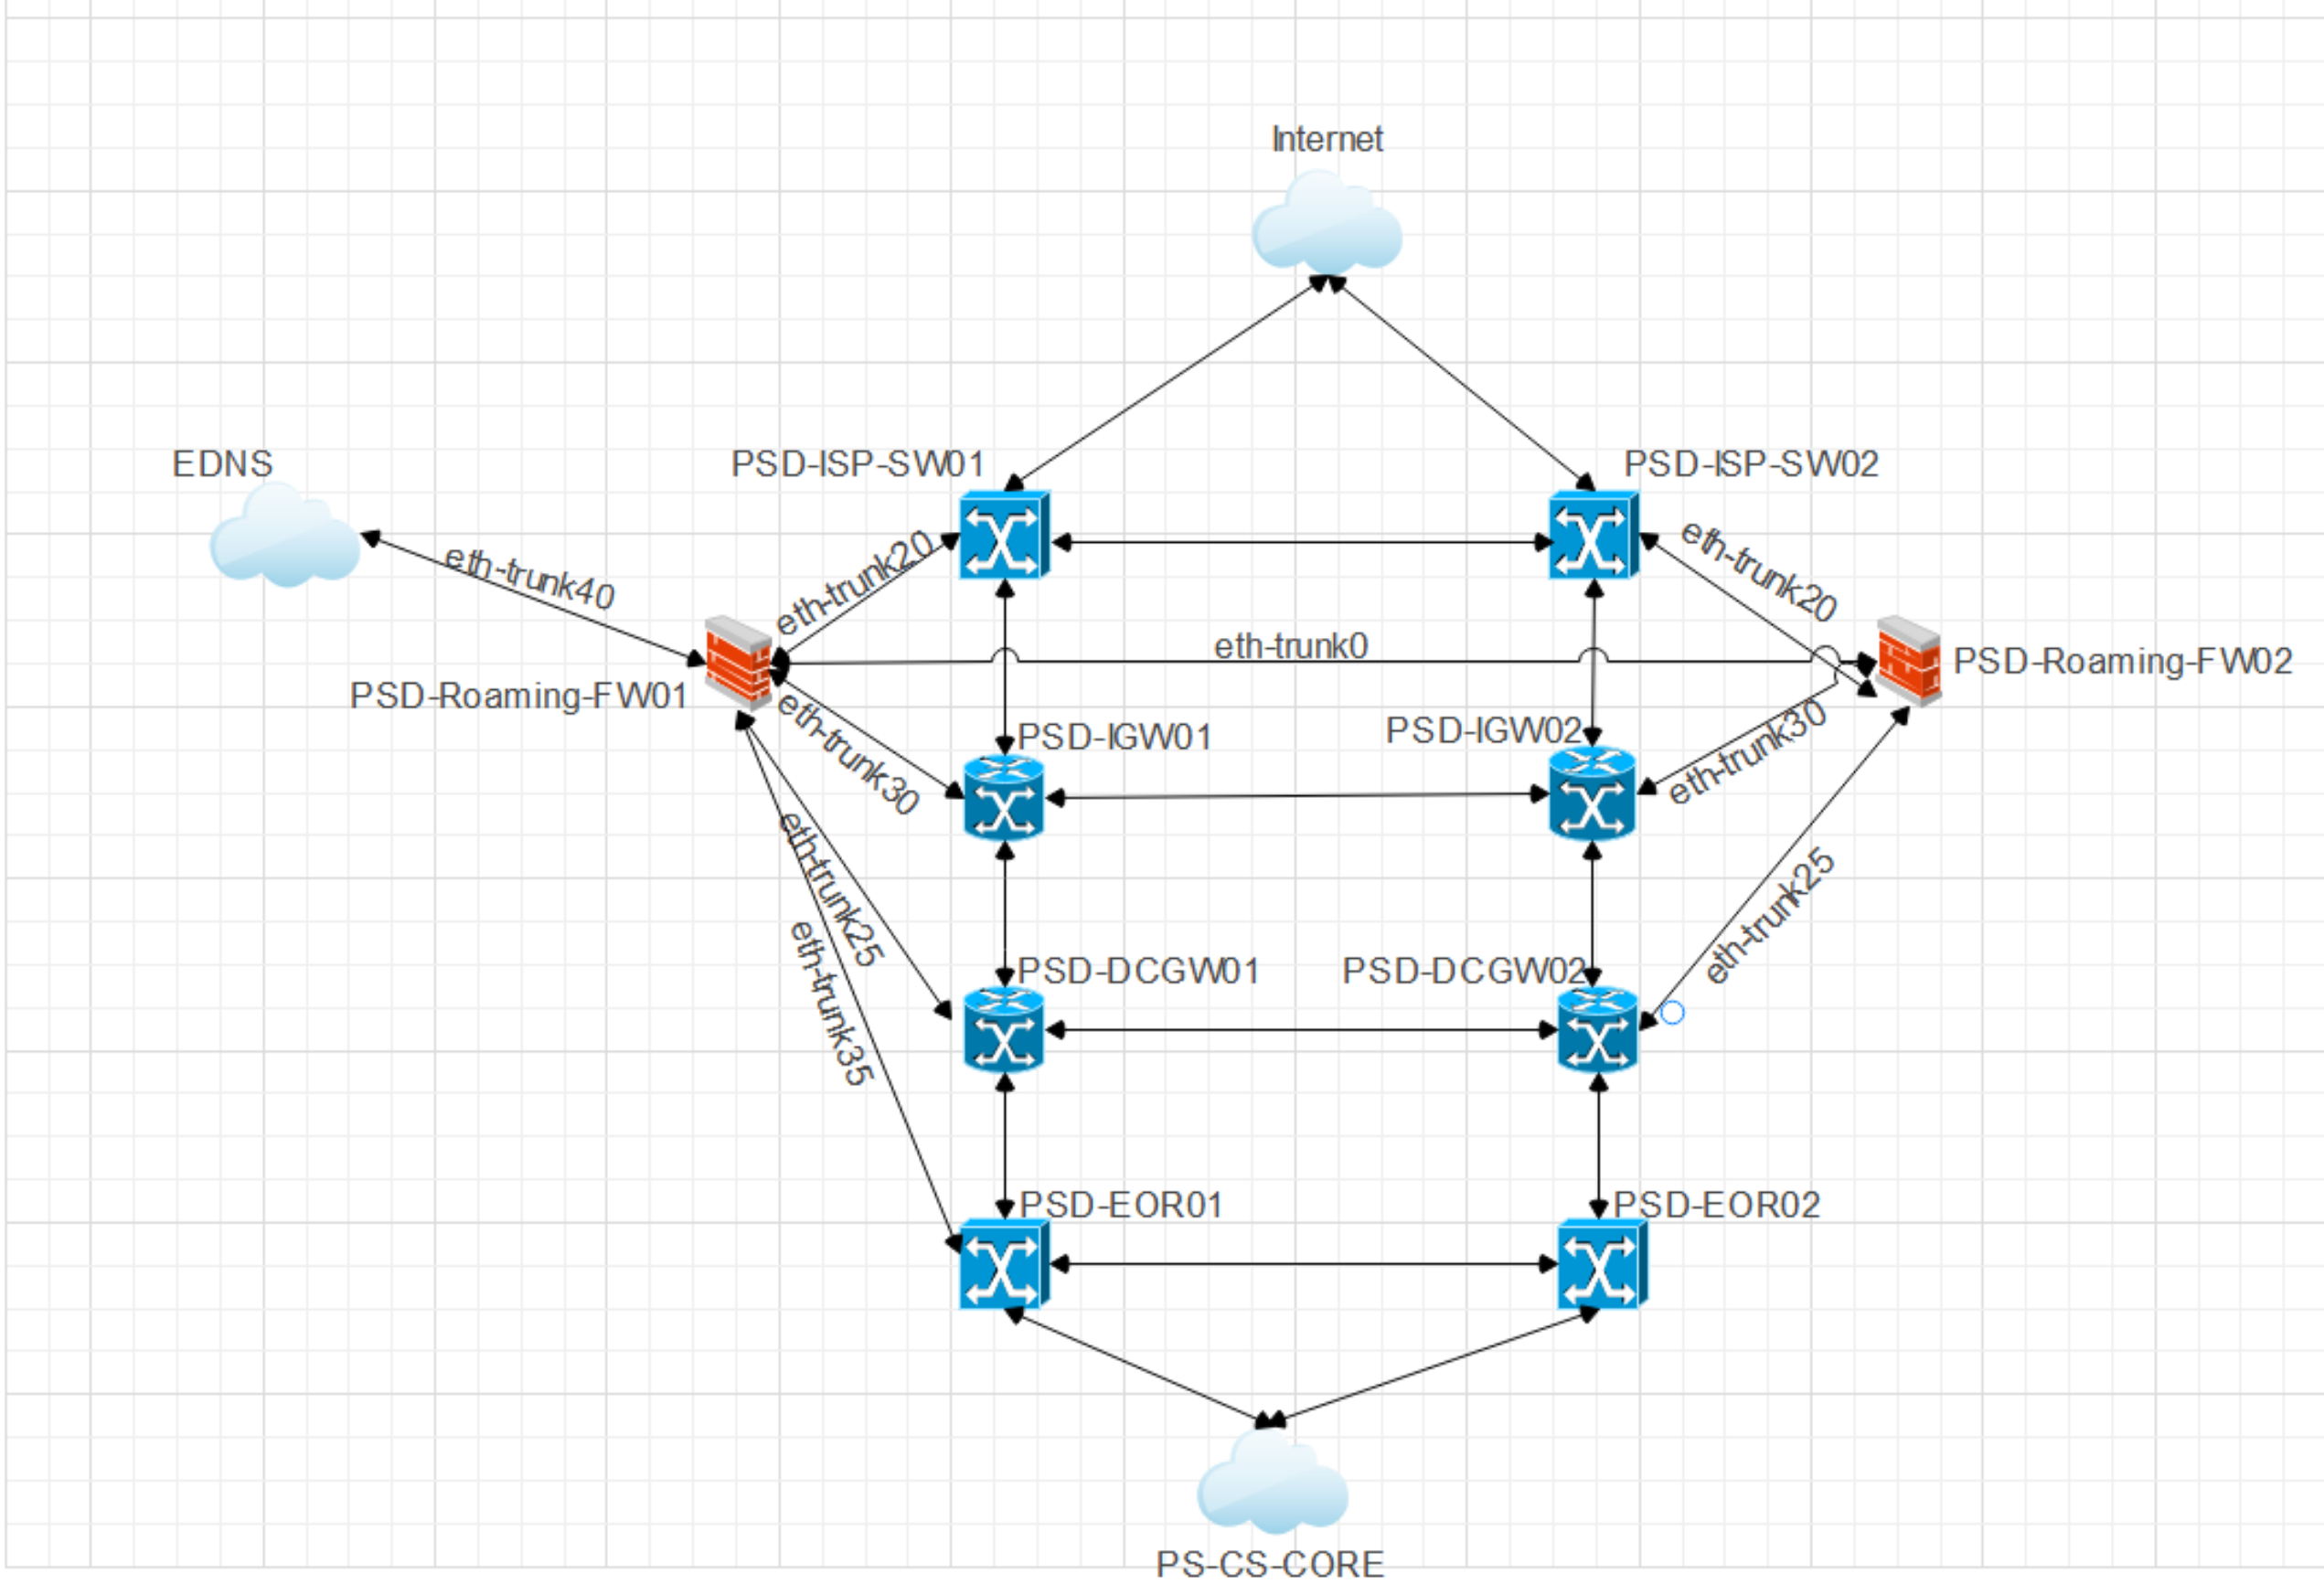 Internet
EDNS
PSD-ISP-SW01
PSD-ISP-SW02
eth-trunk40
eth-trunk20
eth-trunk20
eth-trunk0
PSD-Roaming-FW01
PSD-Roaming-FW02
eth-trunk30
PSD-IGW01
PSD-IGW02
eth-trunk30
eth-trunk25
eth-trunk25
eth-trunk35
PSD-DCGW01
PSD-DCGW02
PSD-EOR01
PSD-EOR02
PS-CS-CORE